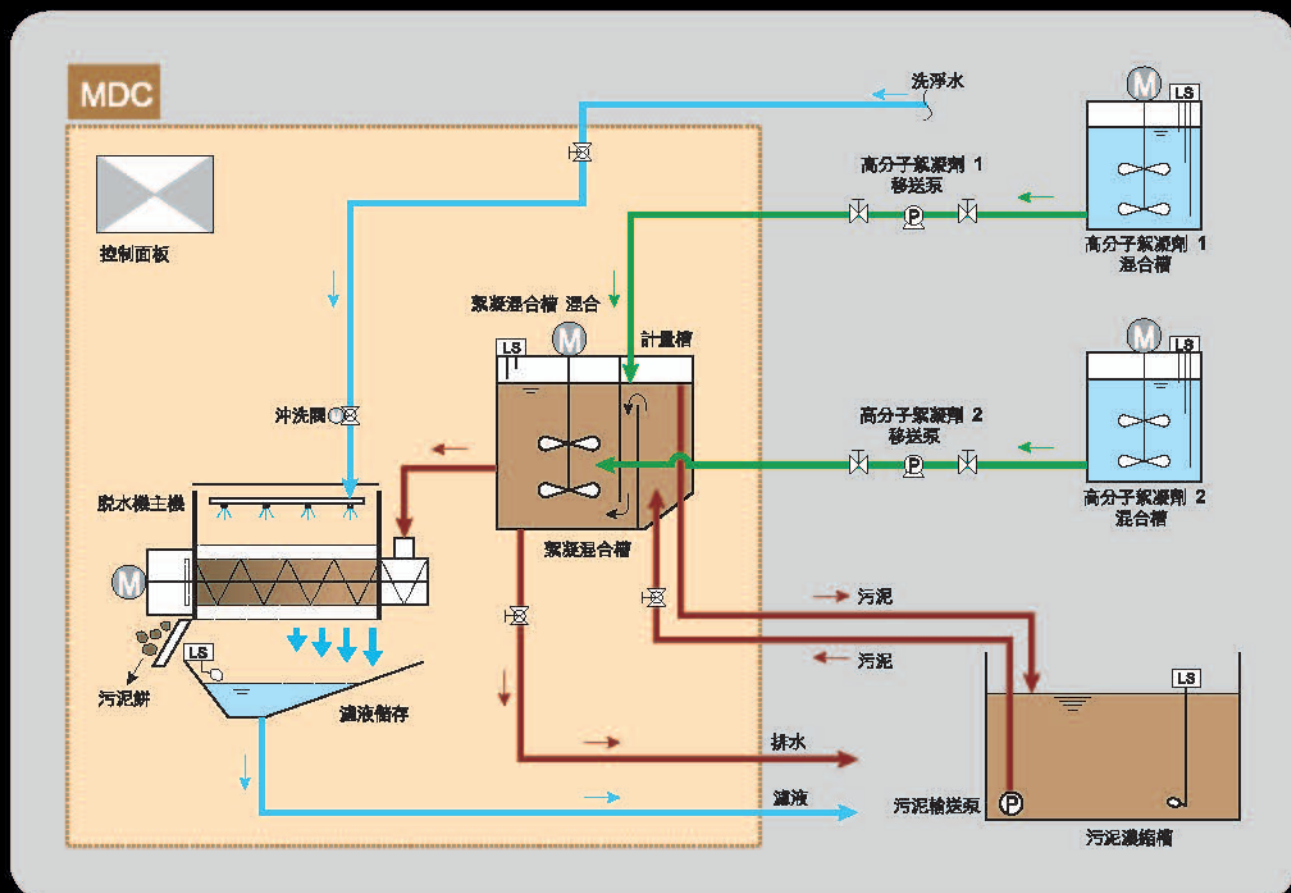 MDC
洗淨水
M
LS
高分子絮凝劑 1
移送泵
P
高分子絮凝劑 1
混合槽
控制面板
絮凝混合槽 混合
M
LS
計量槽
M
LS
沖洗閥
高分子絮凝劑 2
移送泵
P
高分子絮凝劑 2
混合槽
脫水機主機
絮凝混合槽
M
污泥
污泥
LS
污泥餅
濾液儲存
LS
排水
濾液
污泥輸送泵
P
污泥濃縮槽